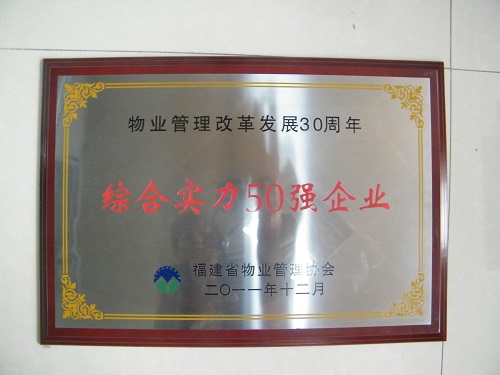 物业管理改革发展30周年
综合实力50强企业
福建省物业管理协会
二〇一一年十二月